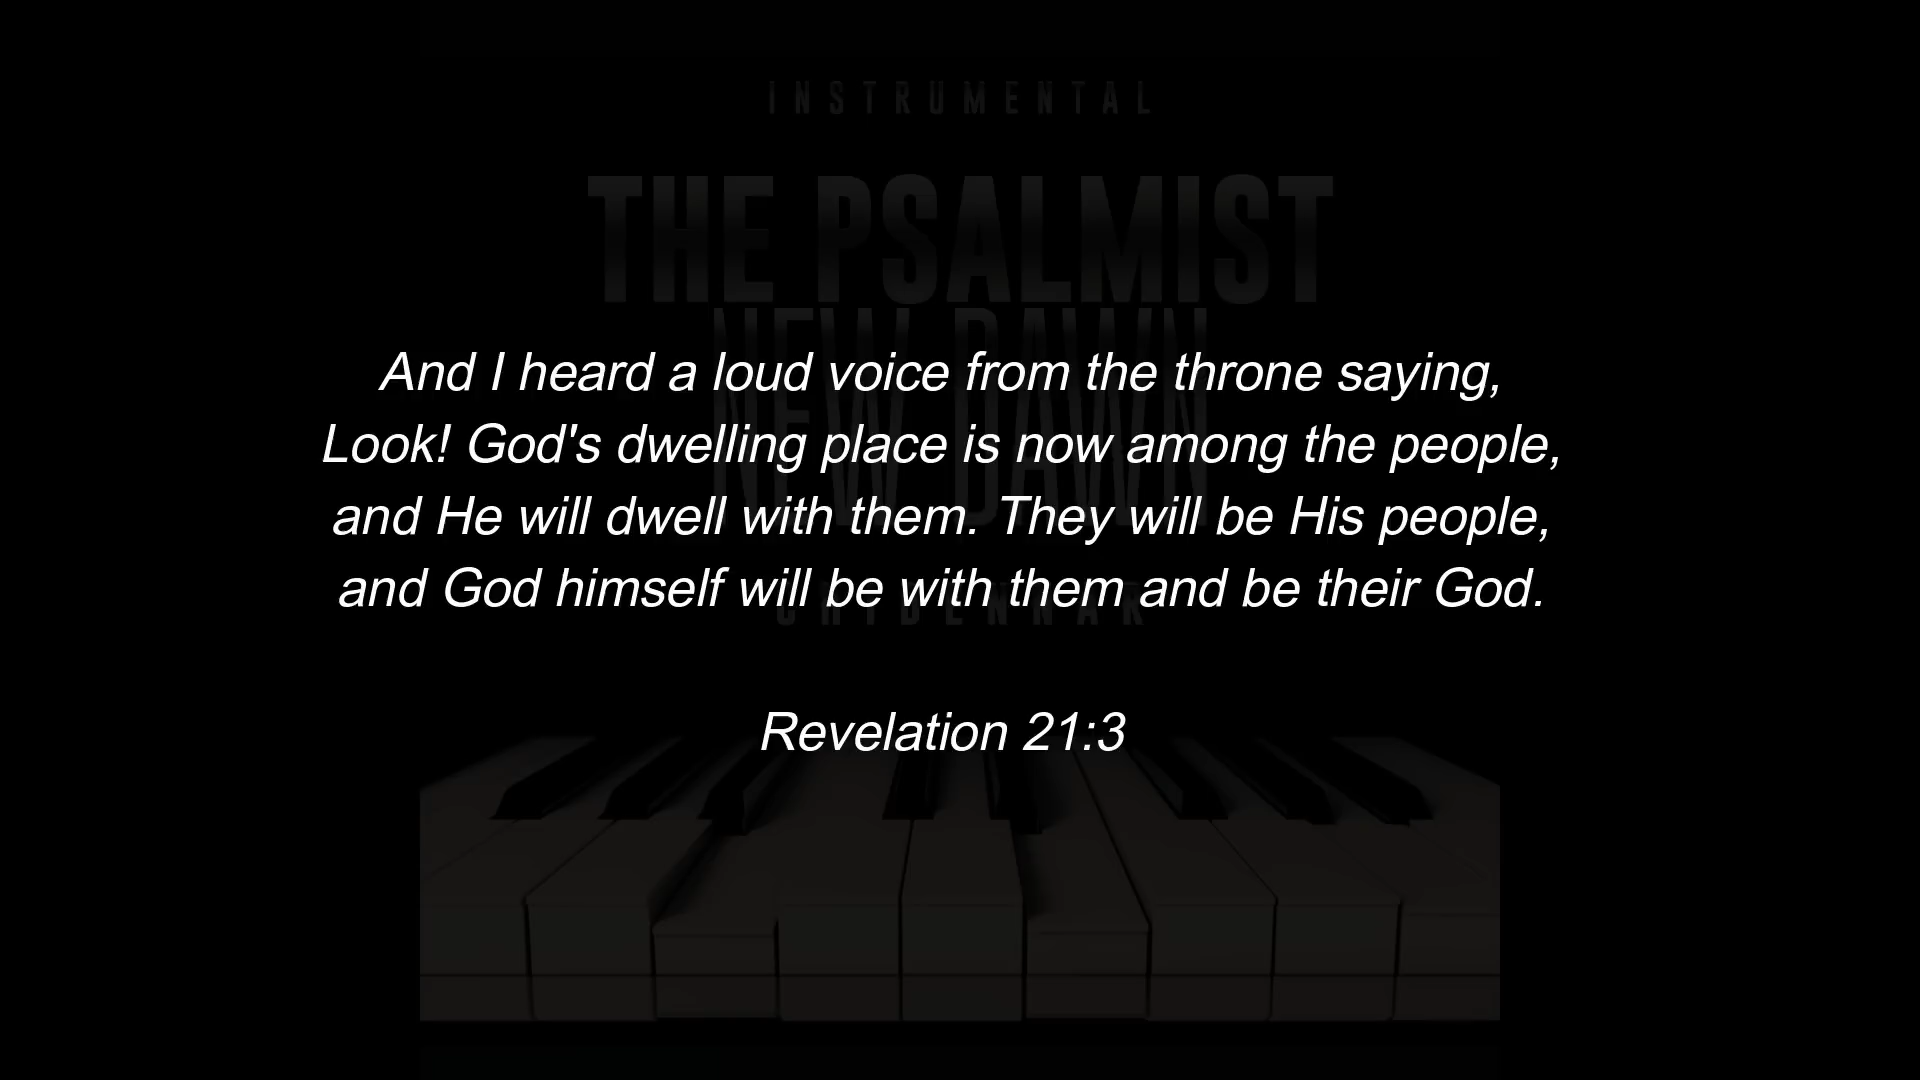 INSTRUMENTAL
THE PSALMIST
NEW DAWN
And I heard a loud voice from the throne saying,
Look! God's dwelling place is now among the people,
and He will dwell with them. They will be His people,
and God himself will be with them and be their God.
Revelation 21:3